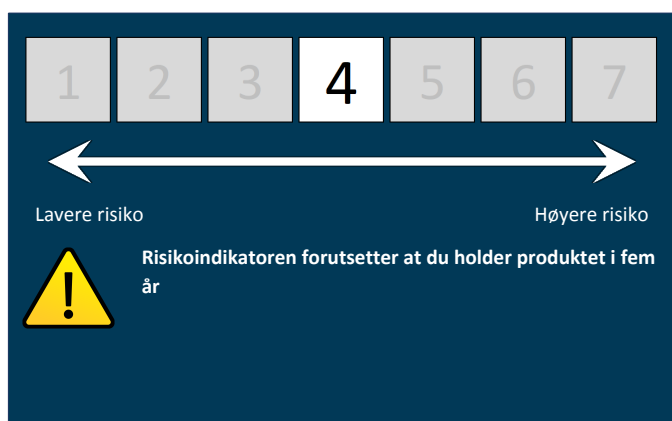 1 2 3 4 5 6 7
Lavere risiko Høyere risiko
Risikoindikatoren forutsetter at du holder produktet i fem
år